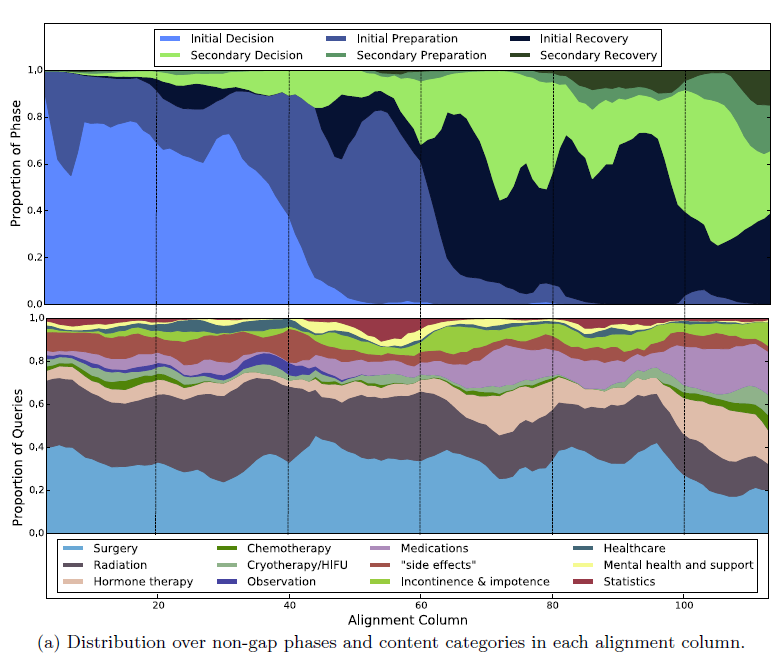 Initial Decision Initial Preparation Initial Recovery
Secondary Decision Secondary Preparation Secondary Recovery
1,0
0,8
0,6
0,4
0,2
0,0
Proportion of Phase
1,0
0,8
0,6
0,4
0,2
0,0
Proportion of Queries
Surgery Chemotherapy Medications Healthcare
Radiation Cryotherapy/HIFU "side effects" Mental health and support
Hormone therapy Observation Incontinence & impotence Statistics
20 40 60 80 100
Alignment Column
(a) Distribution over non-gap phases and content categories in each alignment column.